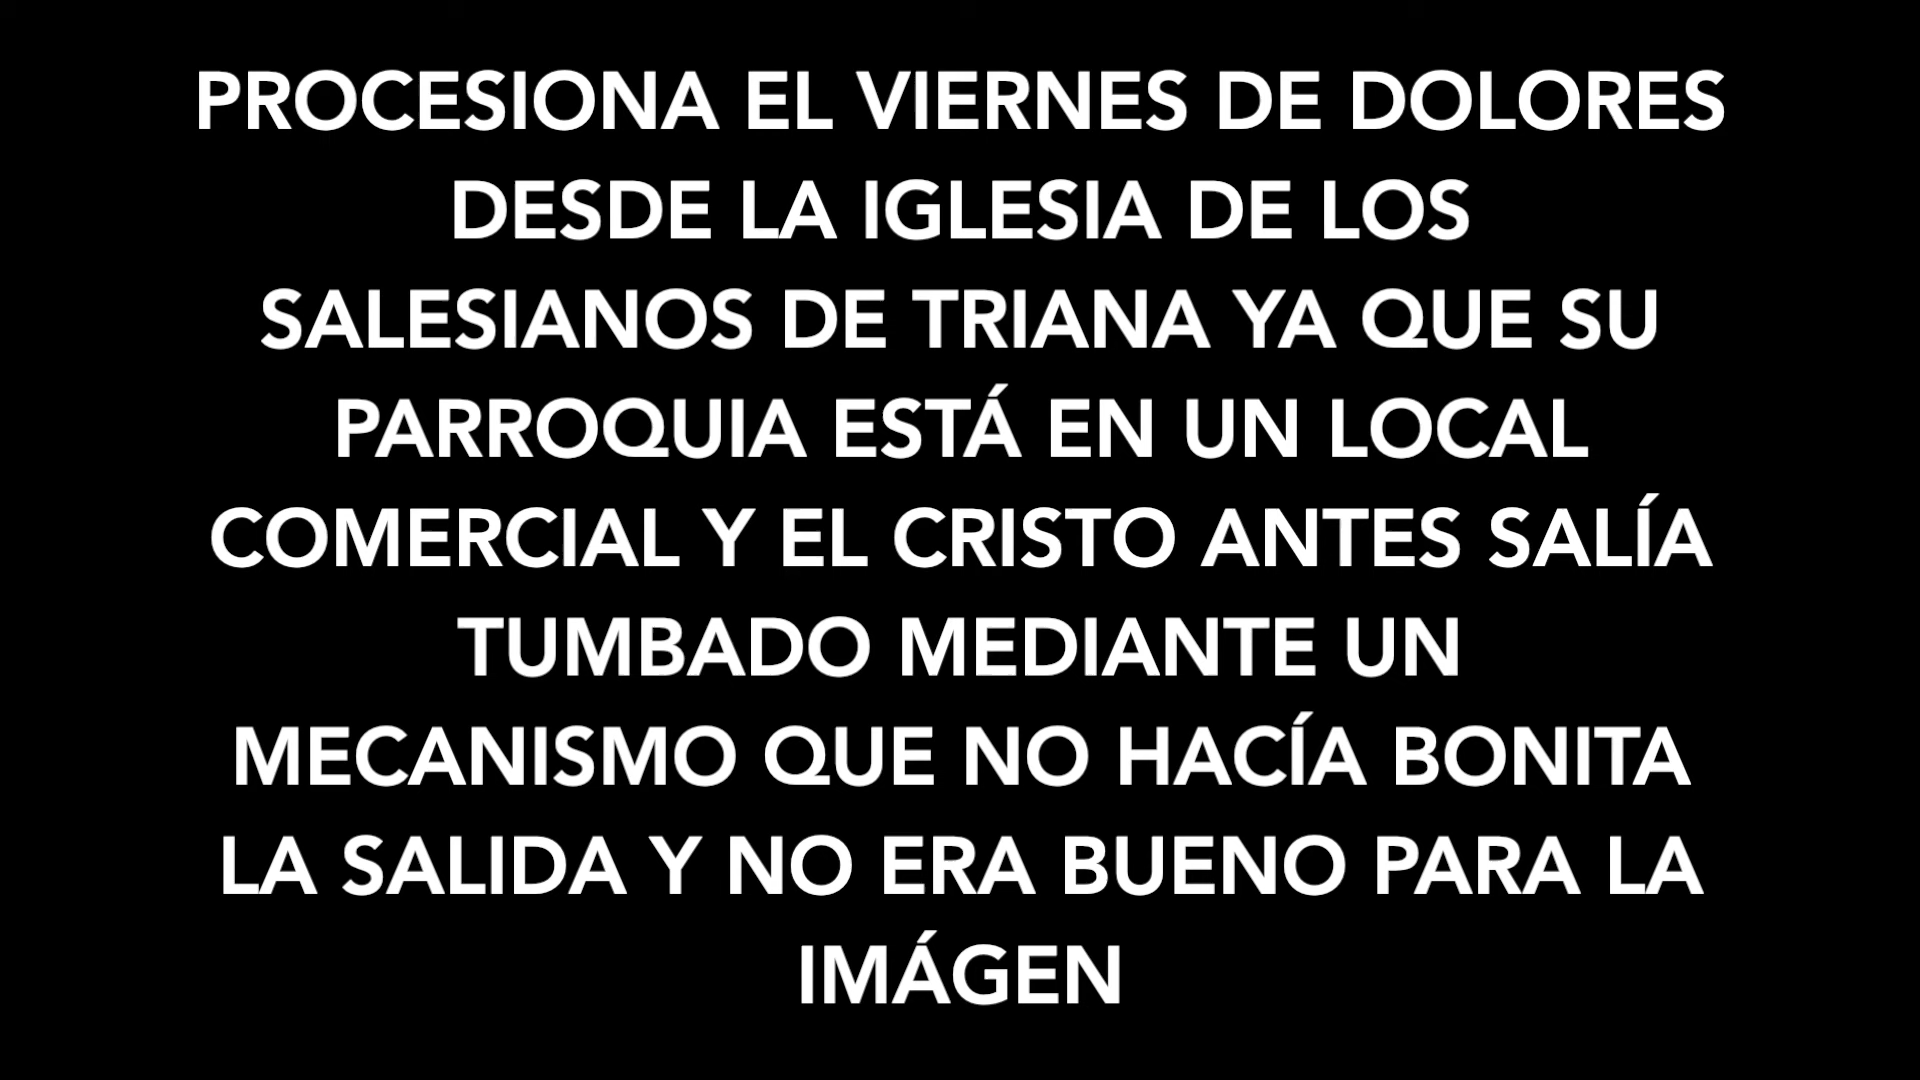 PROCESIONA EL VIERNES DE DOLORES
DESDE LA IGLESIA DE LOS
SALESIANOS DE TRIANA YA QUE SU
PARROQUIA ESTÁ EN UN LOCAL
COMERCIAL Y EL CRISTO ANTES SALÍA
TUMBADO MEDIANTE UN
MECANISMO QUE NO HACÍA BONITA
LA SALIDA Y NO ERA BUENO PARA LA
IMÁGEN